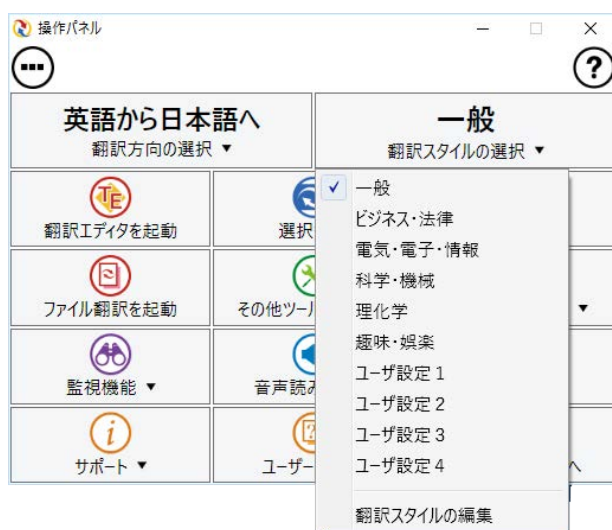 操作パネル
英語から日本語へ
翻訳方向の選択 ▼
一般
翻訳スタイルの選択 ▼
翻訳エディタを起動
選択
ファイル翻訳を起動
その他ツー
監視機能 ▼
音声読み
サポート ▼
ユーザー
✓ 一般
ビジネス・法律
電気・電子・情報
科学・機械
理化学
趣味・娯楽
ユーザ設定 1
ユーザ設定 2
ユーザ設定 3
ユーザ設定 4
翻訳スタイルの編集
▼
へ